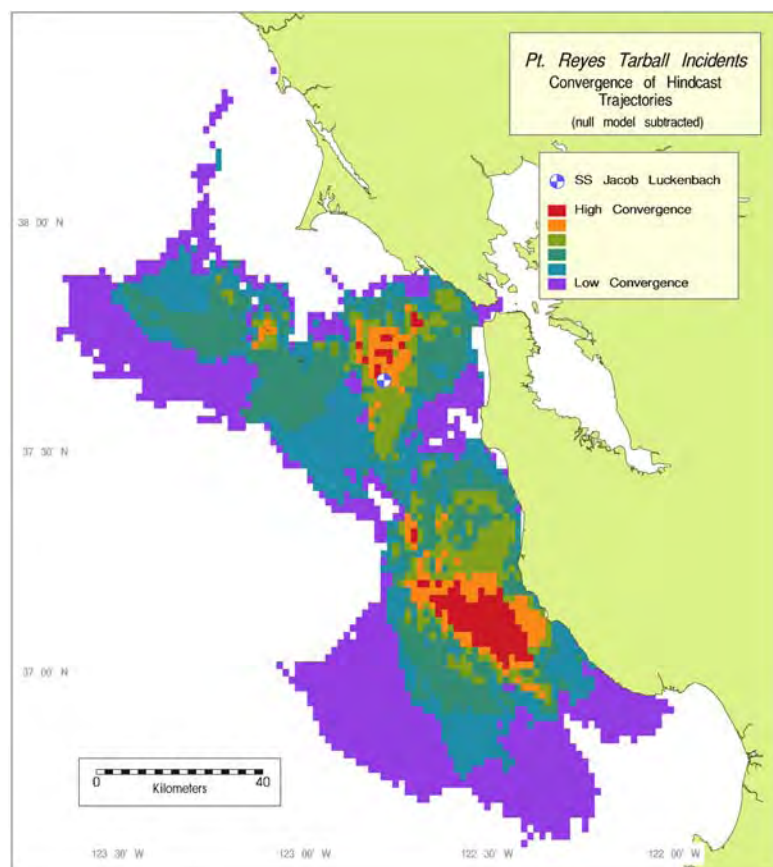 Pt. Reyes Tarball Incidents
Convergence of Hindcast
Trajectories
(null model subtracted)
SS Jacob Luckenbach
High Convergence
Low Convergence
38 00' N
37 30' N
37 00' N
0 40
Kilometers
123 30' W 123 00' W 122 30' W 122 00' W